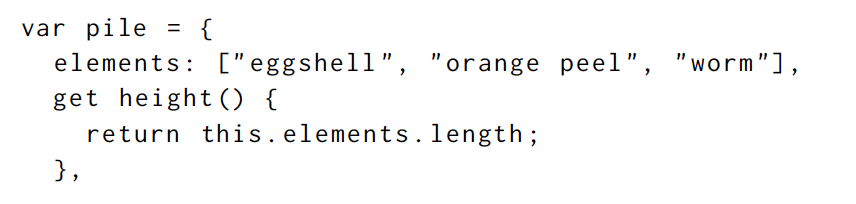 var pile = {
  elements: ["eggshell", "orange peel", "worm"],
  get height() {
    return this.elements.length;
  },